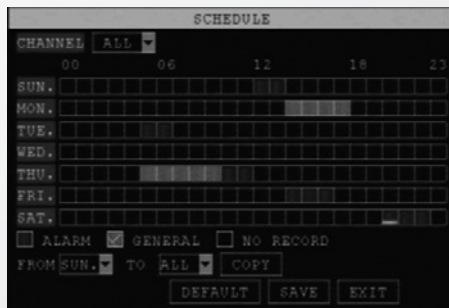 SCHEDULE
CHANNEL ALL
00 06 12 18 23
SUN.
MON.
TUE.
WED.
THU.
FRI.
SAT.
ALARM GENERAL NO RECORD
FROM SUN. TO ALL COPY
DEFAULT SAVE EXIT